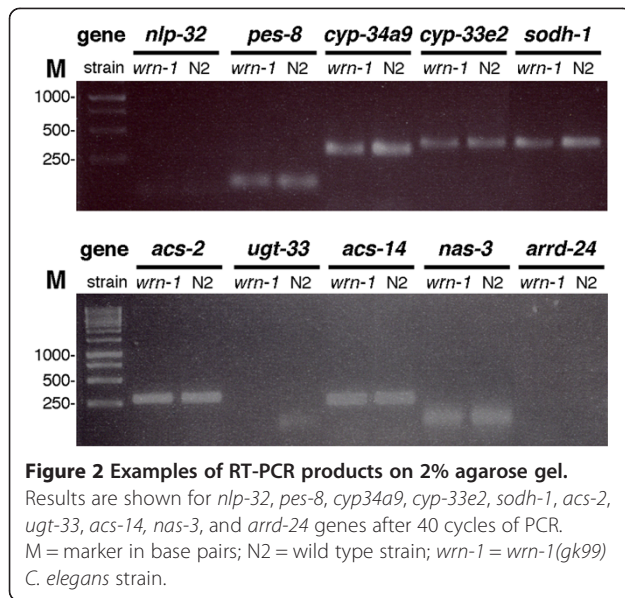 gene nlp-32 pes-8 cyp-34a9 cyp-33e2 sodh-1
M strain wrn-1 N2 wrn-1 N2 wrn-1 N2 wrn-1 N2 wrn-1 N2
1000-
500-
250-
gene acs-2 ugt-33 acs-14 nas-3 arrd-24
M strain wrn-1 N2 wrn-1 N2 wrn-1 N2 wrn-1 N2 wrn-1 N2
1000-
500-
250-
Figure 2 Examples of RT-PCR products on 2% agarose gel.
Results are shown for nlp-32, pes-8, cyp34a9, cyp-33e2, sodh-1, acs-2,
ugt-33, acs-14, nas-3, and arrd-24 genes after 40 cycles of PCR.
M = marker in base pairs; N2 = wild type strain; wrn-1 = wrn-1(gk99)
C. elegans strain.